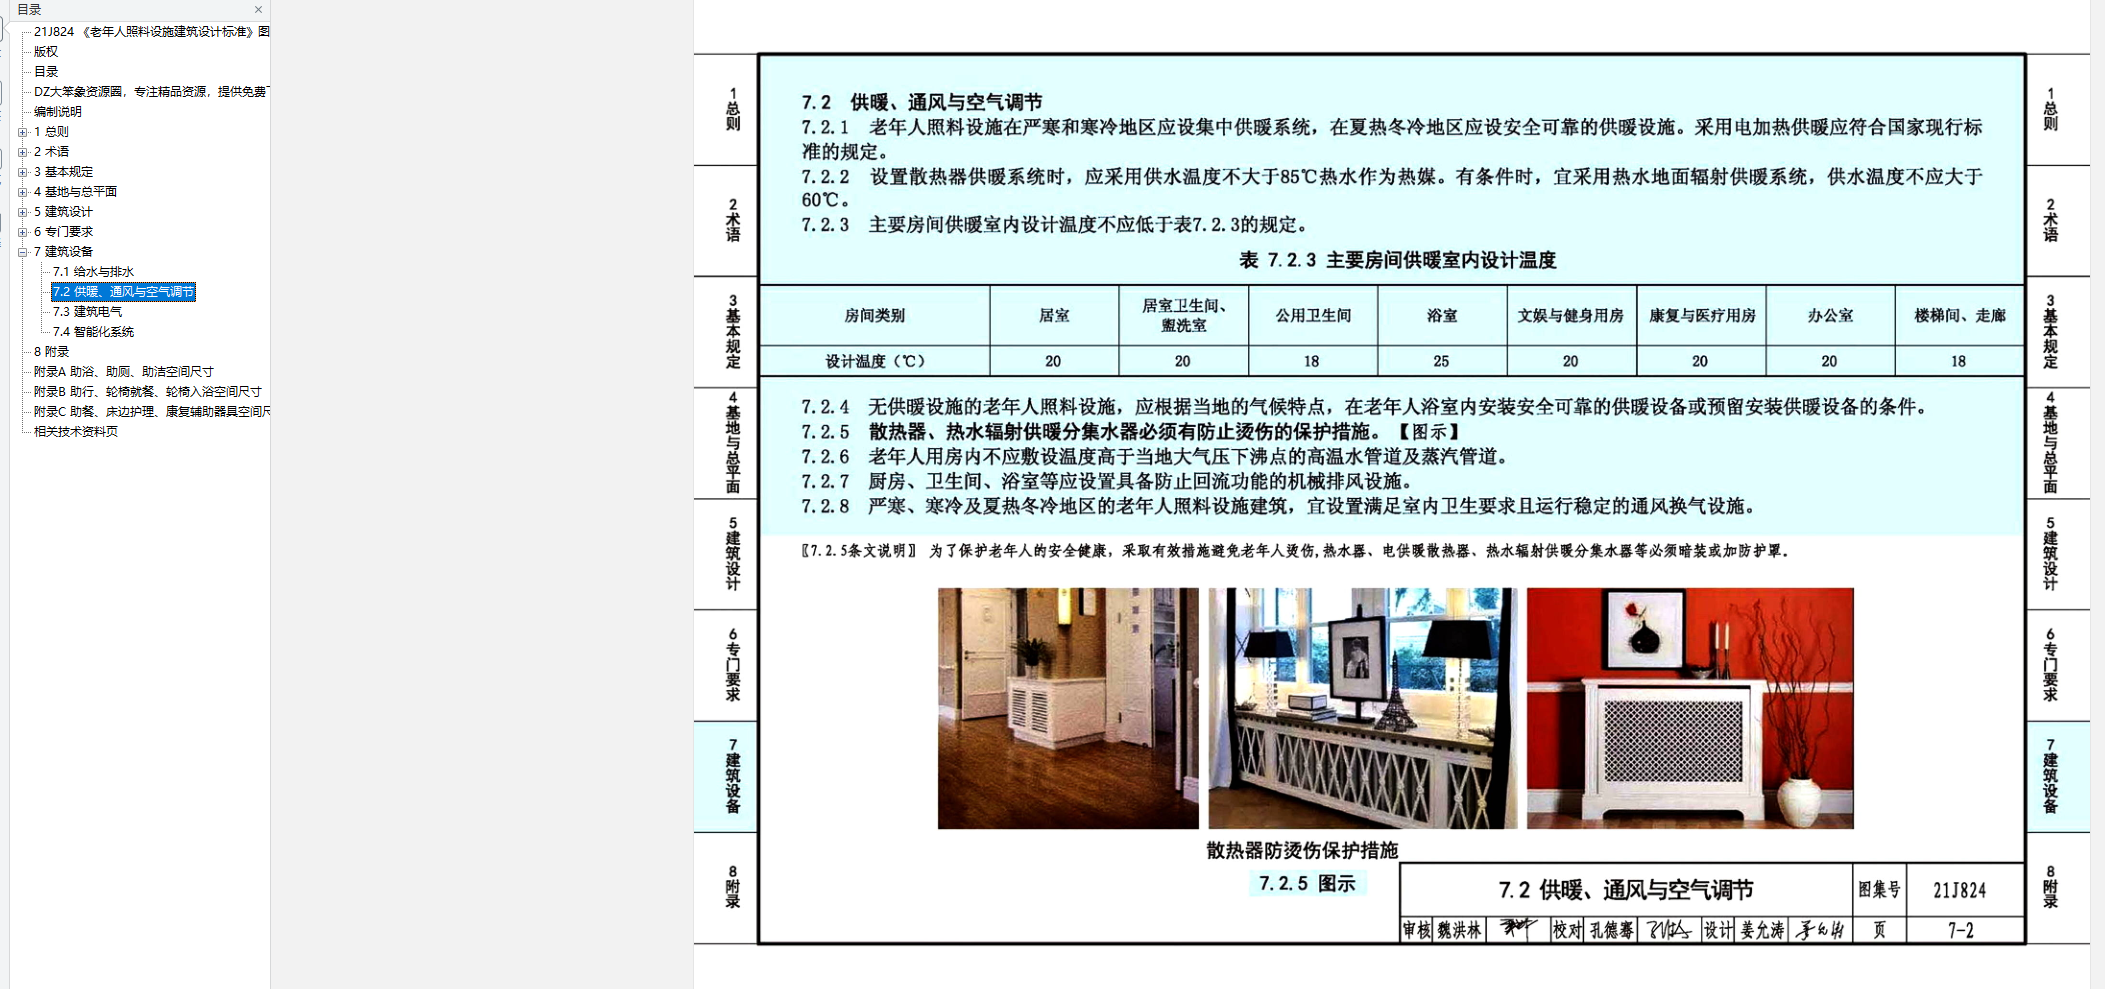 目录
21J824 《老年人照料设施建筑设计标准》图
版权
目录
DZ大笨象资源圈，专注精品资源，提供免费下
编制说明
1 总则
2 术语
3 基本规定
4 基地与总平面
5 建筑设计
6 专门要求
7 建筑设备
7.1 给水与排水
7.2 供暖、通风与空气调节
7.3 建筑电气
7.4 智能化系统
8 附录
附录A 助浴、助厕、助洁空间尺寸
附录B 助行、轮椅就餐、轮椅入浴空间尺寸
附录C 助餐、床边护理、康复辅助器具空间尺
相关技术资料页
1 总则
2 术语
3 基本规定
4 基地与总平面
5 建筑设计
6 专门要求
7 建筑设备
8 附录
7.2 供暖、通风与空气调节
7.2.1 老年人照料设施在严寒和寒冷地区应设集中供暖系统，在夏热冬冷地区应设安全可靠的供暖设施。采用电加热供暖应符合国家现行标
准的规定。
7.2.2 设置散热器供暖系统时，应采用供水温度不大于85℃热水作为热媒。有条件时，宜采用热水地面辐射供暖系统，供水温度不应大于
60℃。
7.2.3 主要房间供暖室内设计温度不应低于表7.2.3的规定。
表 7.2.3 主要房间供暖室内设计温度
房间类别 居室 居室卫生间、盥洗室 公用卫生间 浴室 文娱与健身用房 康复与医疗用房 办公室 楼梯间、走廊
设计温度（℃） 20 20 18 25 20 20 20 18
7.2.4 无供暖设施的老年人照料设施，应根据当地的气候特点，在老年人浴室内安装安全可靠的供暖设备或预留安装供暖设备的条件。
7.2.5 散热器、热水辐射供暖分集水器必须有防止烫伤的保护措施。【图示】
7.2.6 老年人用房内不应敷设温度高于当地大气压下沸点的高温水管道及蒸汽管道。
7.2.7 厨房、卫生间、浴室等应设置具备防止回流功能的机械排风设施。
7.2.8 严寒、寒冷及夏热冬冷地区的老年人照料设施建筑，宜设置满足室内卫生要求且运行稳定的通风换气设施。
〖7.2.5条文说明〗 为了保护老年人的安全健康，采取有效措施避免老年人烫伤，热水器、电供暖散热器、热水辐射供暖分集水器等必须暗装或加防护罩。
散热器防烫伤保护措施
7.2.5 图示
7.2 供暖、通风与空气调节 图集号 21J824
审核 魏洪林 校对 孔德骞 设计 姜允涛 页 7-2
1 总则
2 术语
3 基本规定
4 基地与总平面
5 建筑设计
6 专门要求
7 建筑设备
8 附录